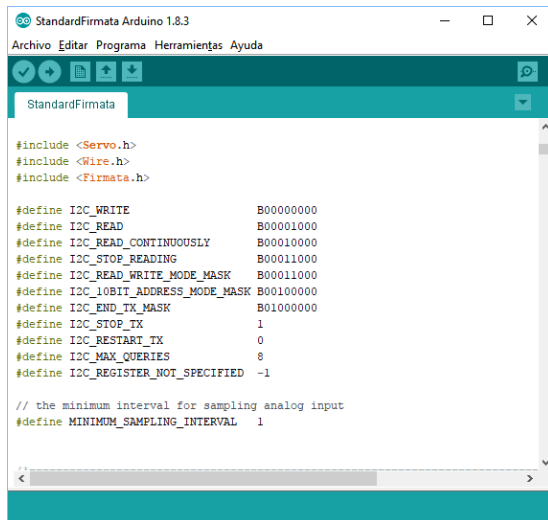 StandardFirmata Arduino 1.8.3
Archivo Editar Programa Herramientas Ayuda
StandardFirmata
#include <Servo.h>
#include <Wire.h>
#include <Firmata.h>
#define I2C_WRITE B00000000
#define I2C_READ B00001000
#define I2C_READ_CONTINUOUSLY B00010000
#define I2C_STOP_READING B00011000
#define I2C_READ_WRITE_MODE_MASK B00011000
#define I2C_10BIT_ADDRESS_MODE_MASK B00100000
#define I2C_END_TX_MASK B01000000
#define I2C_STOP_TX 1
#define I2C_RESTART_TX 0
#define I2C_MAX_QUERIES 8
#define I2C_REGISTER_NOT_SPECIFIED -1
// the minimum interval for sampling analog input
#define MINIMUM_SAMPLING_INTERVAL 1